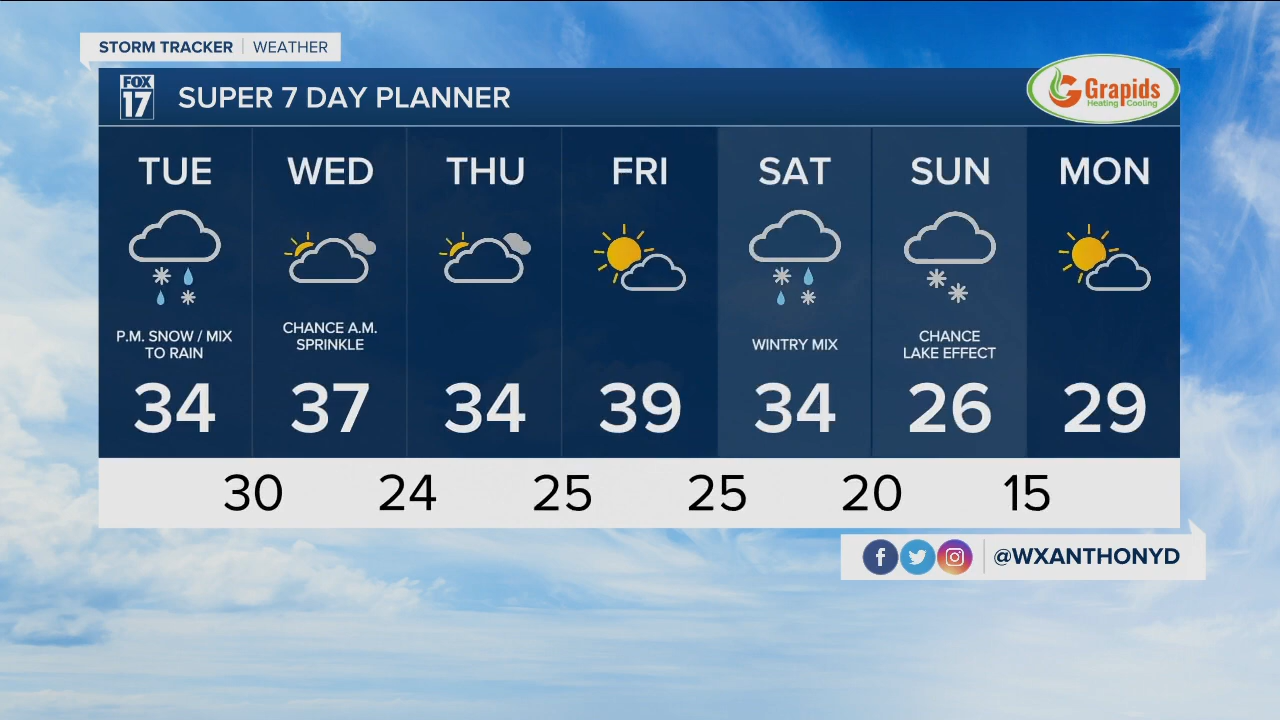 STORM TRACKER | WEATHER
FOX
17
SUPER 7 DAY PLANNER
Grapids
Heating Cooling
TUE WED THU FRI SAT SUN MON
P.M. SNOW / MIX
TO RAIN
CHANCE A.M.
SPRINKLE
WINTRY MIX
CHANCE
LAKE EFFECT
34 37 34 39 34 26 29
30 24 25 25 20 15
@WXANTHONYD